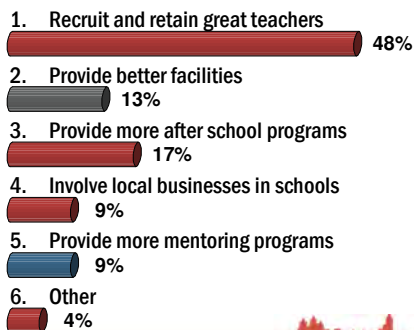 1. Recruit and retain great teachers
48%
2. Provide better facilities
13%
3. Provide more after school programs
17%
4. Involve local businesses in schools
9%
5. Provide more mentoring programs
9%
6. Other
4%